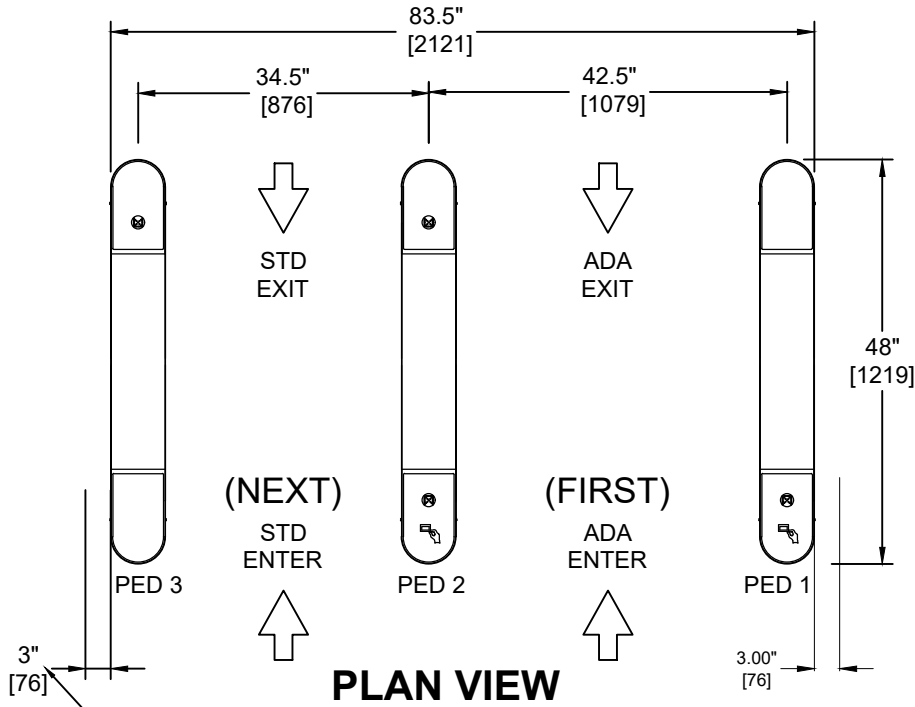 83.5"
[2121]
34.5"
[876]
42.5"
[1079]
STD
EXIT
ADA
EXIT
48"
[1219]
(NEXT)
(FIRST)
STD
ENTER
ADA
ENTER
PED 3
PED 2
PED 1
3"
[76]
3.00"
[76]
PLAN VIEW